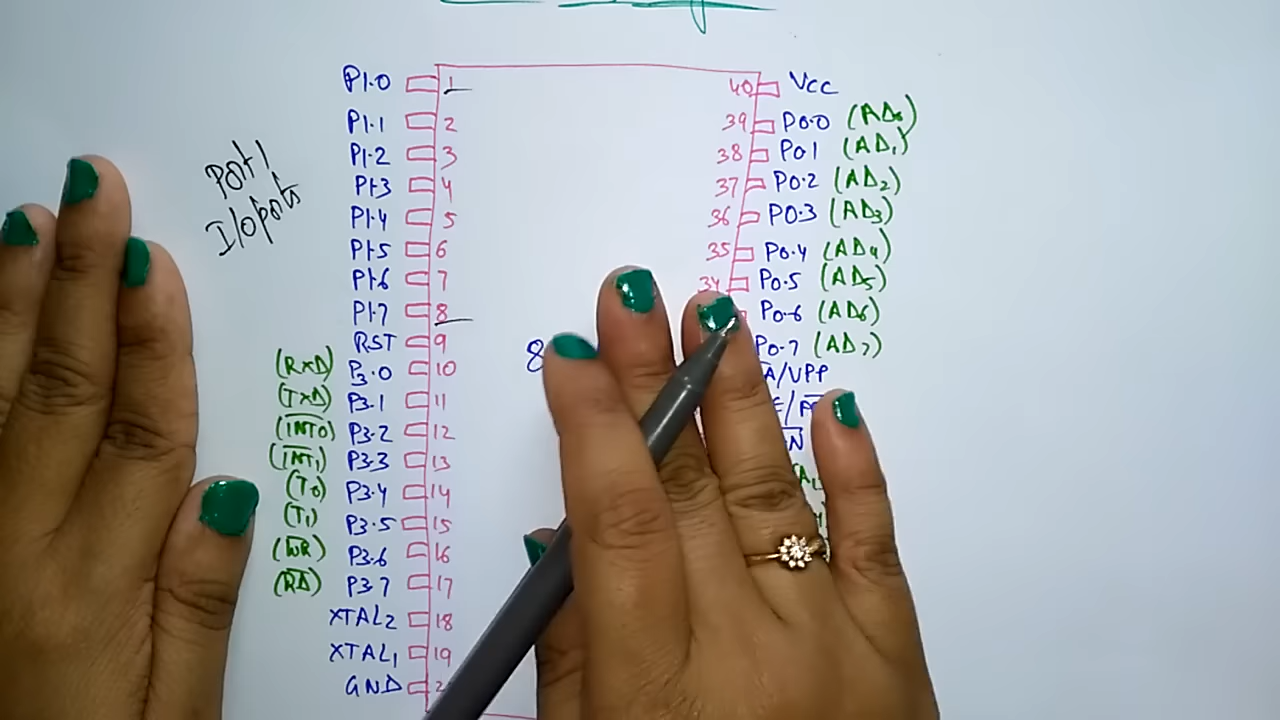 P1.0 1
P1.1 2
P1.2 3
P1.3 4
P1.4 5
P1.5 6
P1.6 7
P1.7 8
RST 9
(RXD) P3.0 10
(TXD) P3.1 11
(INT0) P3.2 12
(INT1) P3.3 13
(T0) P3.4 14
(T1) P3.5 15
(WR) P3.6 16
(RD) P3.7 17
XTAL2 18
XTAL1 19
GND
Port 1
I/O ports
8
40 VCC
39 P0.0 (AD0)
38 P0.1 (AD1)
37 P0.2 (AD2)
36 P0.3 (AD3)
35 P0.4 (AD4)
34 P0.5 (AD5)
P0.6 (AD6)
P0.7 (AD7)
A/VPP